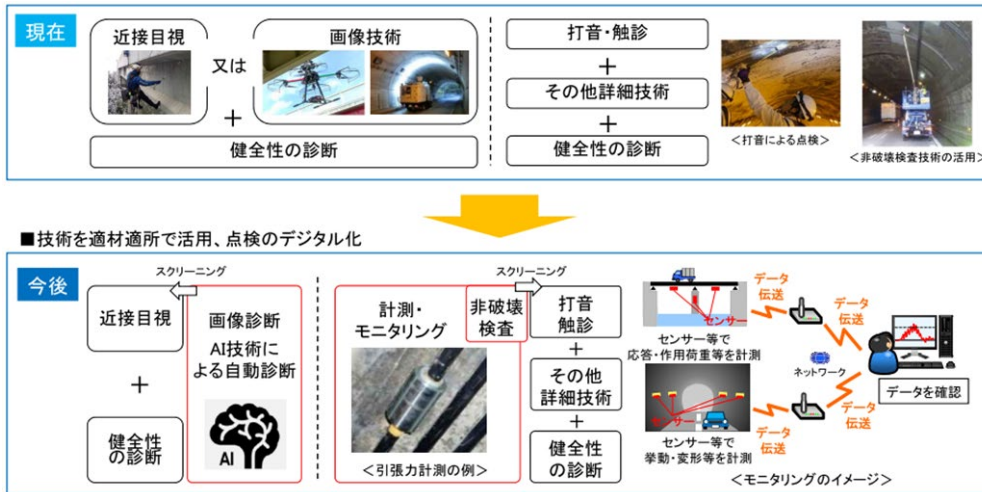 現在
近接目視
又は
画像技術
+
健全性の診断
打音・触診
+
その他詳細技術
+
健全性の診断
<打音による点検>
<非破壊検査技術の活用>
■技術を適材適所で活用、点検のデジタル化
今後
スクリーニング
近接目視
+
健全性
の診断
画像診断
AI技術に
よる自動診断
AI
計測・
モニタリング
<引張力計測の例>
非破壊
検査
スクリーニング
打音
触診
+
その他
詳細技術
+
健全性
の診断
センサー
センサー等で
応答・作用荷重等を計測
センサー
センサー等で
挙動・変形等を計測
データ
伝送
データ
伝送
ネットワーク
データ
伝送
データ
伝送
データを確認
<モニタリングのイメージ>